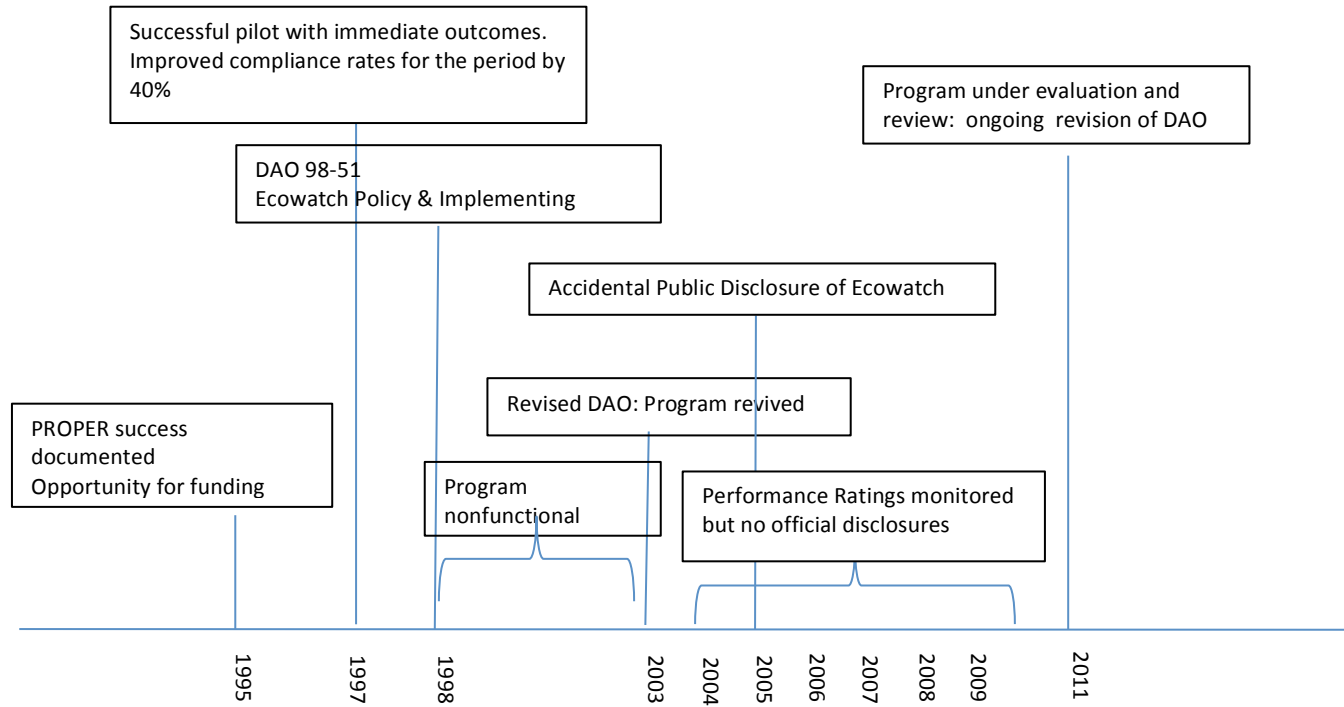 Successful pilot with immediate outcomes.
Improved compliance rates for the period by
40%
Program under evaluation and
review: ongoing revision of DAO
DAO 98-51
Ecowatch Policy & Implementing
Accidental Public Disclosure of Ecowatch
Revised DAO: Program revived
PROPER success
documented
Opportunity for funding
Program
nonfunctional
Performance Ratings monitored
but no official disclosures
1995
1997
1998
2003
2004
2005
2006
2007
2008
2009
2011